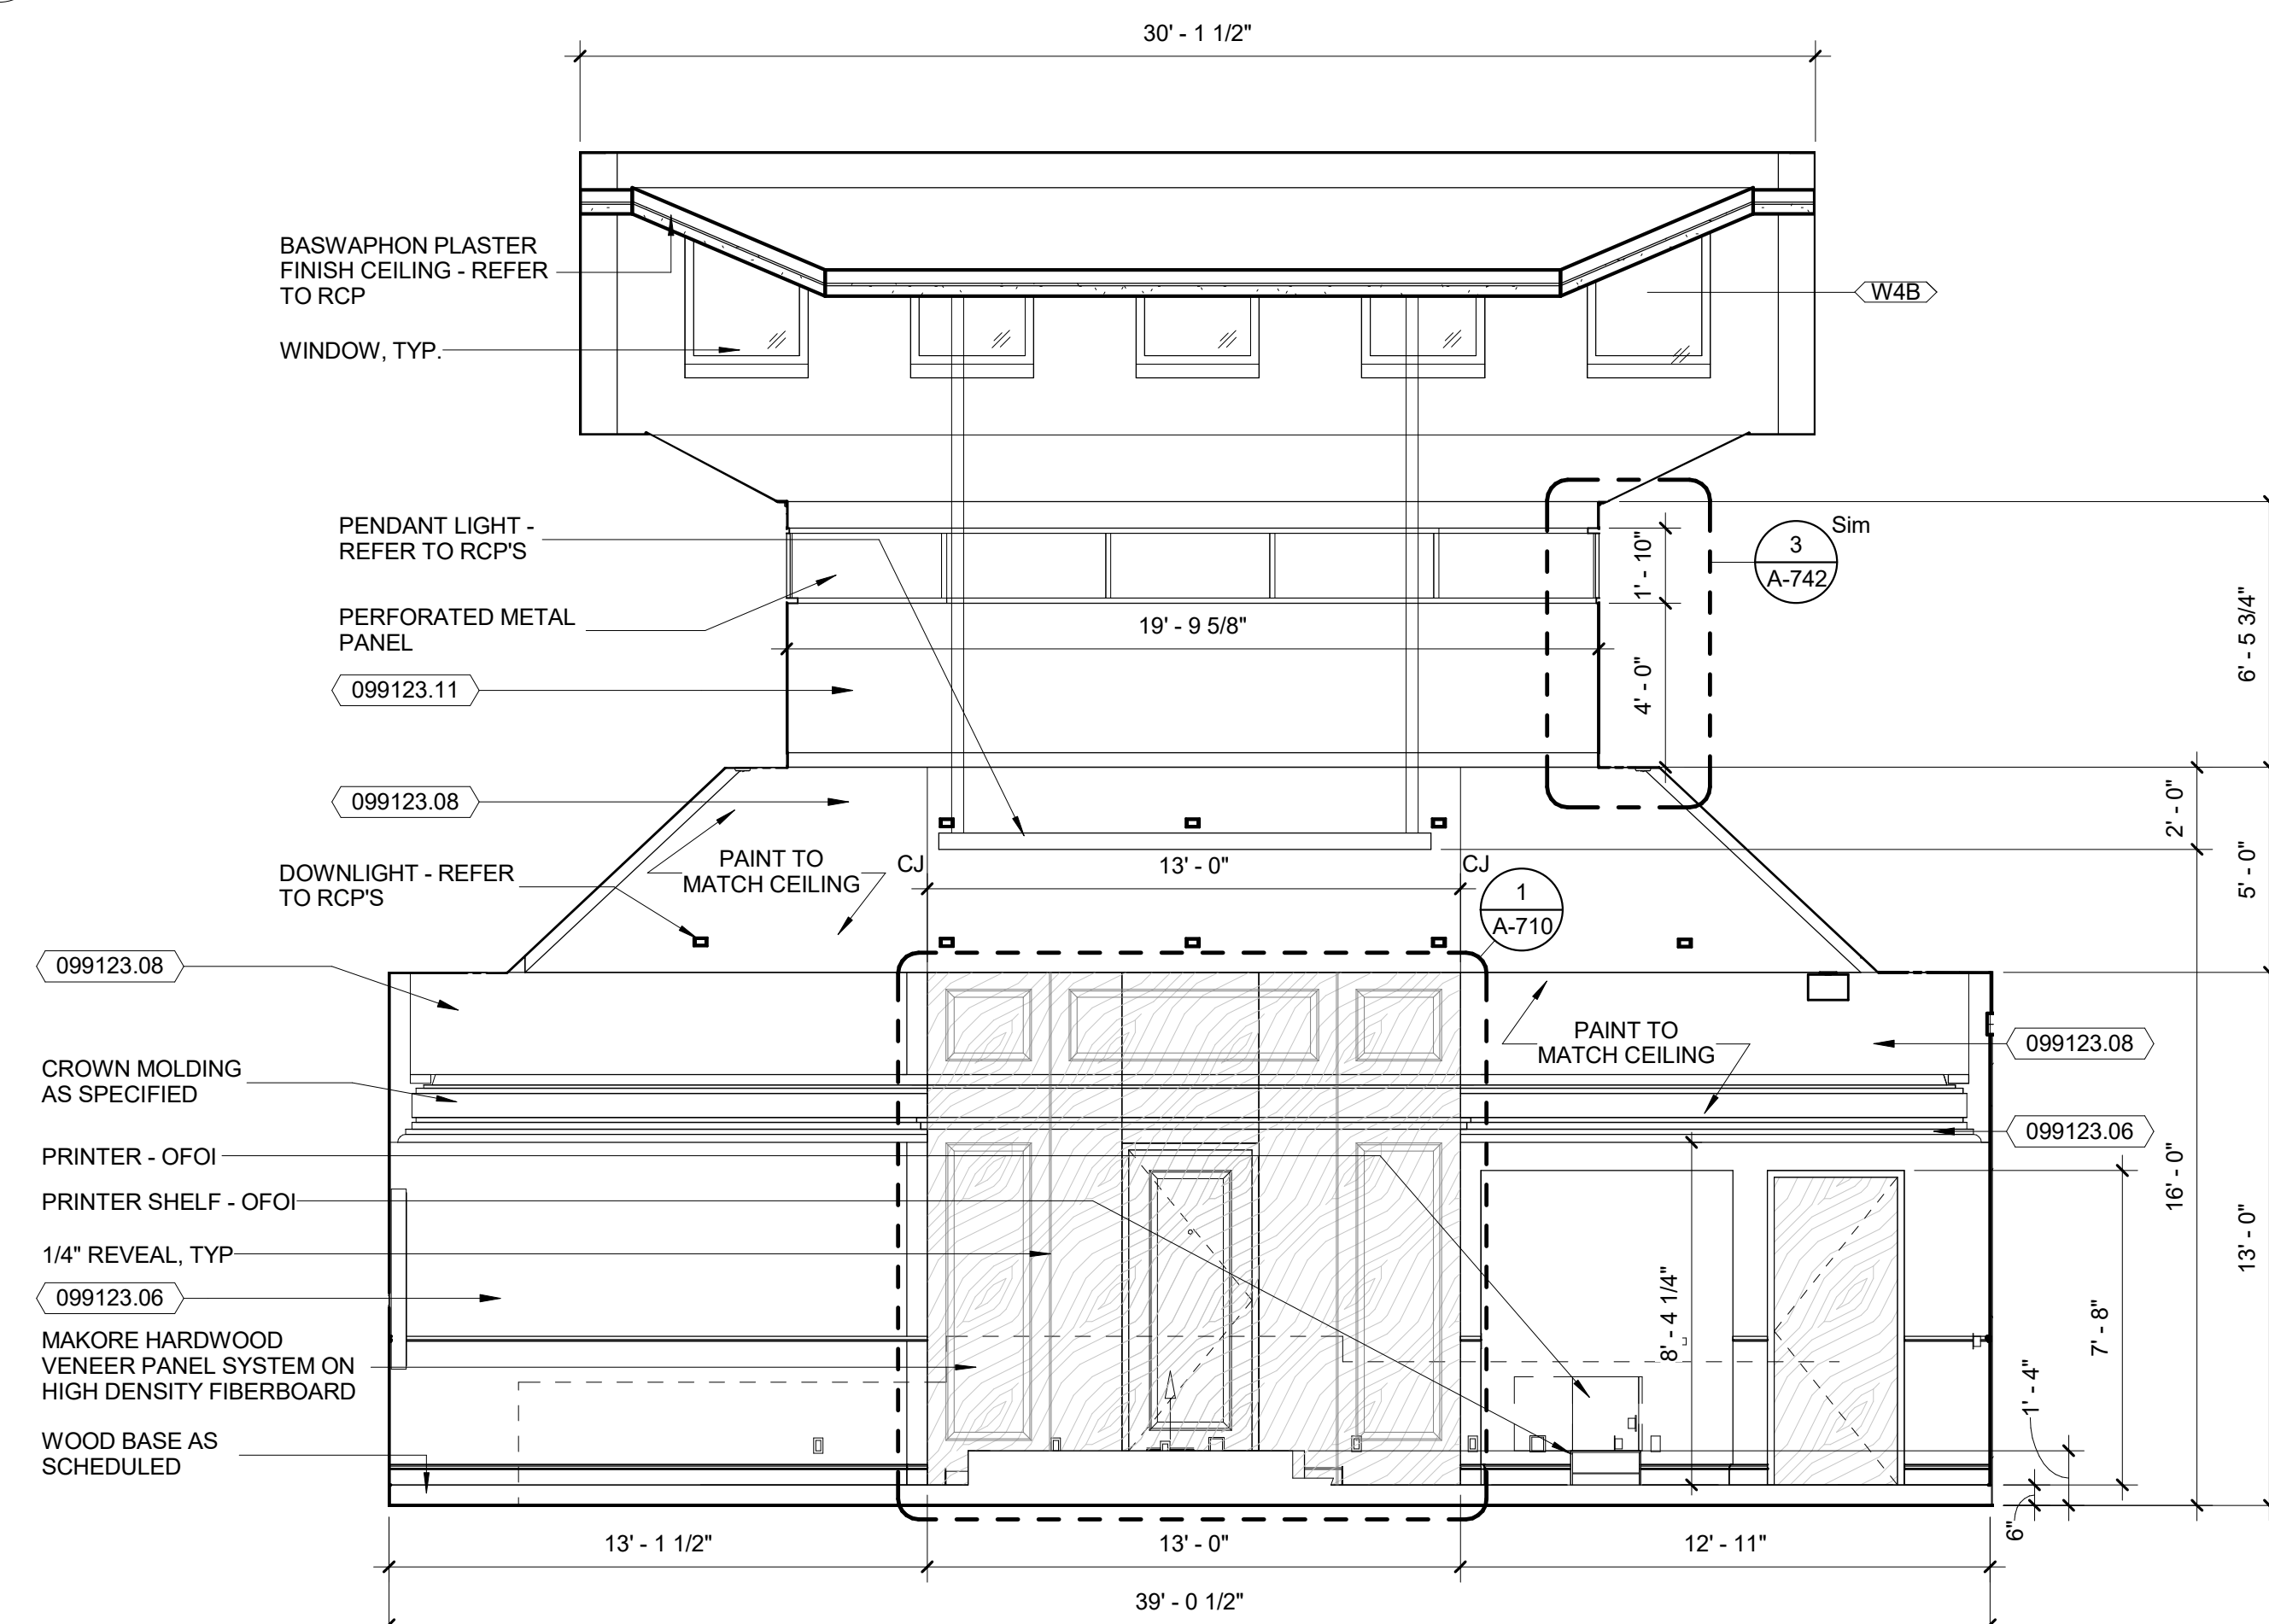 30' - 1 1/2"
BASWAPHON PLASTER
FINISH CEILING - REFER
TO RCP
W4B
WINDOW, TYP.
PENDANT LIGHT -
REFER TO RCP'S
Sim
3
A-742
1' - 10"
PERFORATED METAL
PANEL
19' - 9 5/8"
6' - 5 3/4"
099123.11
4' - 0"
099123.08
2' - 0"
DOWNLIGHT - REFER
TO RCP'S
PAINT TO
MATCH CEILING
CJ
13' - 0"
CJ
5' - 0"
1
A-710
099123.08
PAINT TO
MATCH CEILING
099123.08
CROWN MOLDING
AS SPECIFIED
099123.06
PRINTER - OFOI
PRINTER SHELF - OFOI
16' - 0"
13' - 0"
1/4" REVEAL, TYP
099123.06
8' - 4 1/4"
7' - 8"
MAKORE HARDWOOD
VENEER PANEL SYSTEM ON
HIGH DENSITY FIBERBOARD
1' - 4"
WOOD BASE AS
SCHEDULED
6"
13' - 1 1/2"
13' - 0"
12' - 11"
39' - 0 1/2"